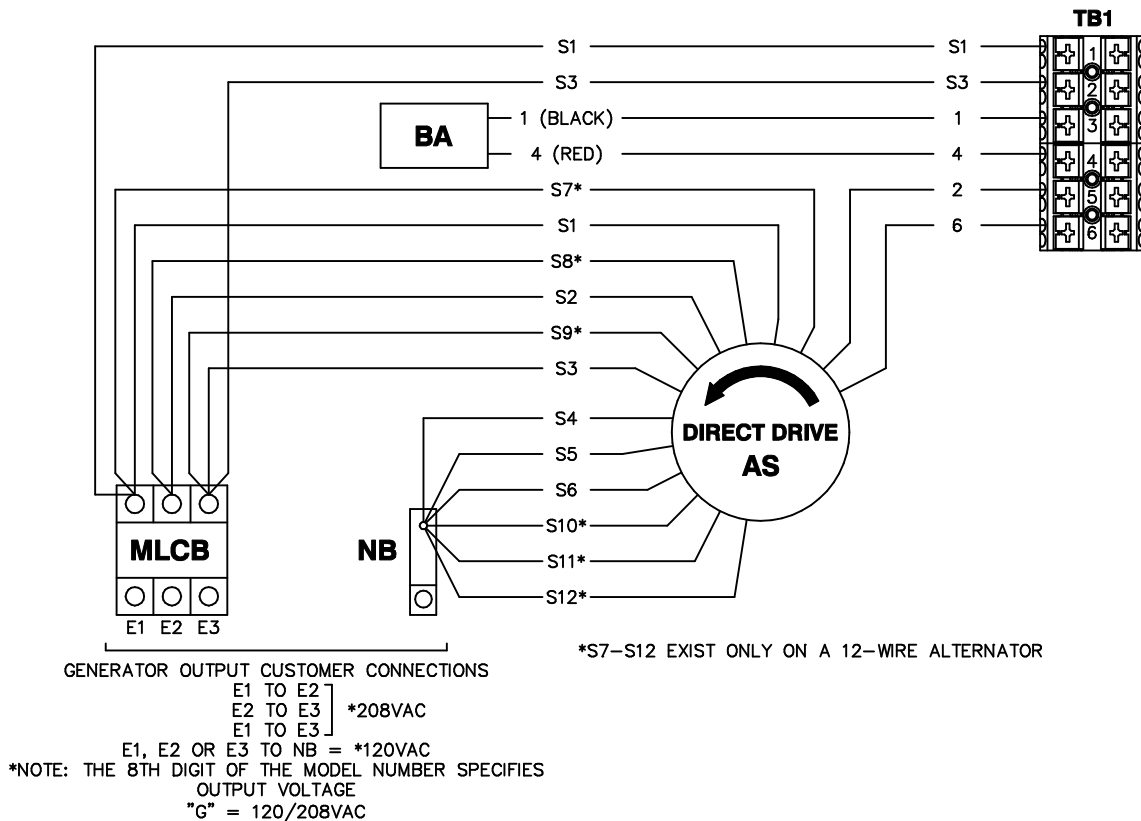 TB1
S1 S1 1
S3 S3 2
BA 1 (BLACK) 1 3
4 (RED) 4 4
S7* 2 5
S1 6 6
S8*
S2
S9*
S3
S4
DIRECT DRIVE
AS
S5
S6
S10*
MLCB NB
S11*
S12*
E1 E2 E3
*S7-S12 EXIST ONLY ON A 12-WIRE ALTERNATOR
GENERATOR OUTPUT CUSTOMER CONNECTIONS
E1 TO E2
E2 TO E3 *208VAC
E1 TO E3
E1, E2 OR E3 TO NB = *120VAC
*NOTE: THE 8TH DIGIT OF THE MODEL NUMBER SPECIFIES
OUTPUT VOLTAGE
"G" = 120/208VAC